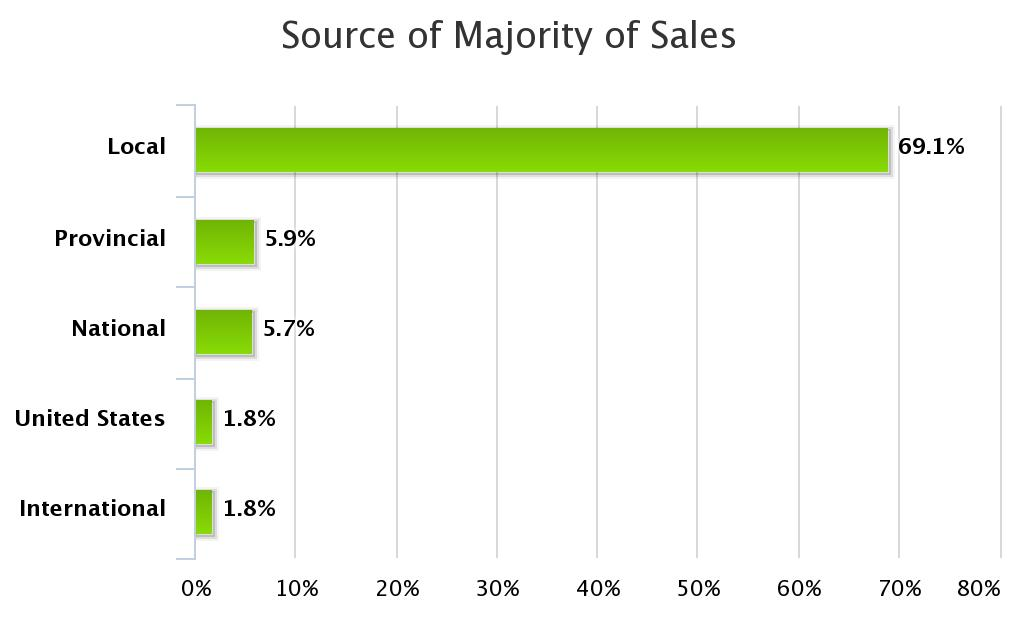 Source of Majority of Sales
Local 69.1%
Provincial 5.9%
National 5.7%
United States 1.8%
International 1.8%
0% 10% 20% 30% 40% 50% 60% 70% 80%